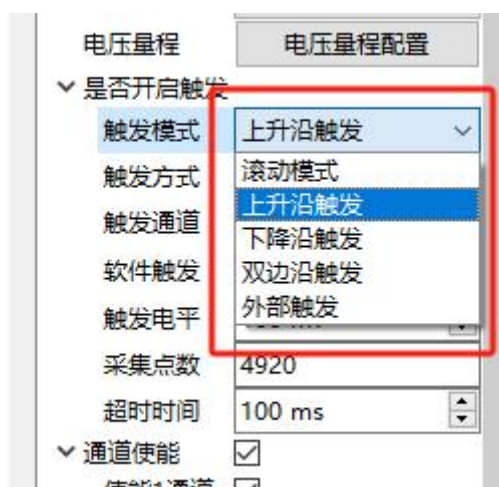 电压量程 电压量程配置
是否开启触发
触发模式 上升沿触发
触发方式 滚动模式
上升沿触发
触发通道 下降沿触发
软件触发 双边沿触发
触发电平 外部触发
采集点数 4920
超时时间 100 ms
通道使能